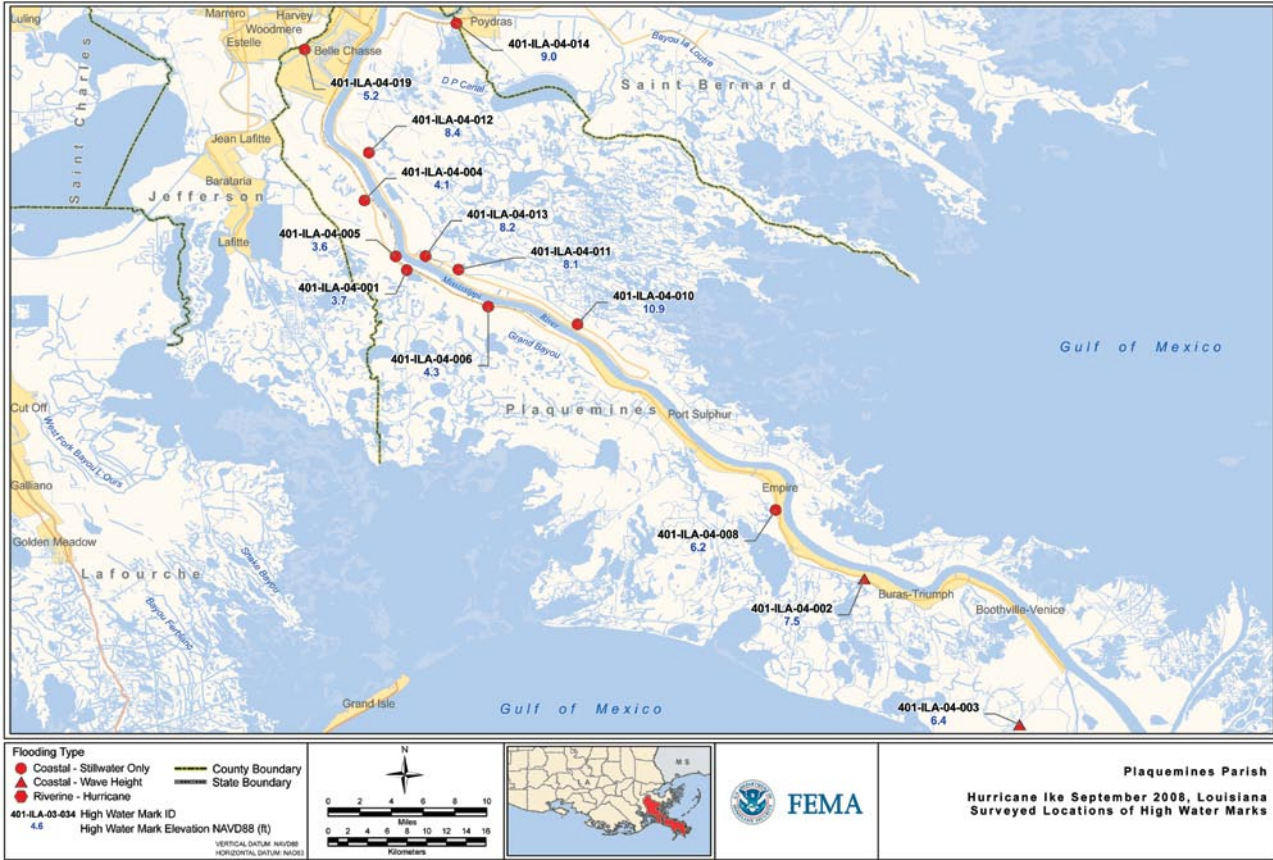 Luling
Marrero
Harvey
Woodmere
Estelle
Belle Chasse
Poydras
401-ILA-04-014
9.0
Bayou la Loutre
Saint Charles
401-ILA-04-019
5.2
D P Canal
Saint Bernard
401-ILA-04-012
8.4
Jean Lafitte
Barataria
Jefferson
401-ILA-04-004
4.1
401-ILA-04-013
8.2
401-ILA-04-005
3.6
Lafitte
401-ILA-04-011
8.1
401-ILA-04-001
3.7
Mississippi
River
401-ILA-04-010
10.9
Grand Bayou
401-ILA-04-006
4.3
Gulf of Mexico
Cut Off
West Fork Bayou L'Ours
Plaquemines
Port Sulphur
Galliano
Empire
Golden Meadow
401-ILA-04-008
6.2
Snake Bayou
Lafourche
Bayou Ferblanc
401-ILA-04-002
7.5
Buras-Triumph
Boothville-Venice
Grand Isle
Gulf of Mexico
401-ILA-04-003
6.4
Flooding Type
Coastal - Stillwater Only
Coastal - Wave Height
Riverine - Hurricane
County Boundary
State Boundary
401-ILA-03-034 High Water Mark ID
4.6 High Water Mark Elevation NAVD88 (ft)
VERTICAL DATUM: NAVD88
HORIZONTAL DATUM: NAD83
N
0 2 4 6 8 10
Miles
0 2 4 6 8 10 12 14 16
Kilometers
MS
LA
FEMA
Plaquemines Parish
Hurricane Ike September 2008, Louisiana
Surveyed Locations of High Water Marks